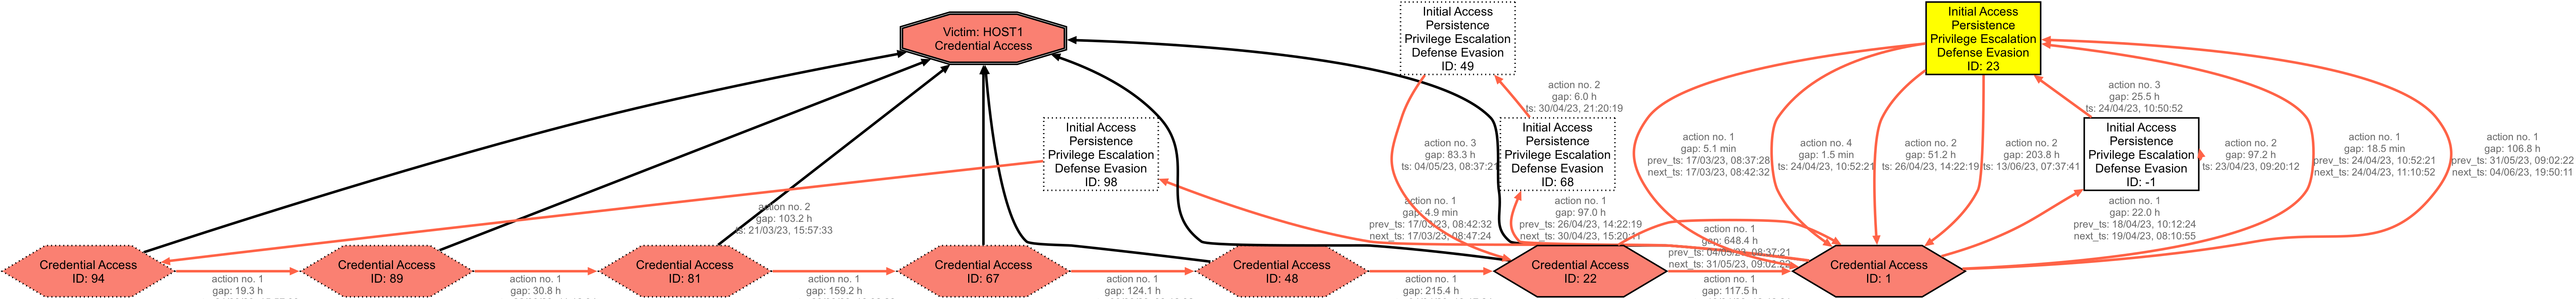 Victim: HOST1
Credential Access
Initial Access
Persistence
Privilege Escalation
Defense Evasion
ID: 49
Initial Access
Persistence
Privilege Escalation
Defense Evasion
ID: 23
action no. 2
gap: 6.0 h
ts: 30/04/23, 21:20:19
action no. 3
gap: 25.5 h
ts: 24/04/23, 10:50:52
Initial Access
Persistence
Privilege Escalation
Defense Evasion
ID: 98
action no. 3
gap: 83.3 h
ts: 04/05/23, 08:37:21
Initial Access
Persistence
Privilege Escalation
Defense Evasion
ID: 68
action no. 1
gap: 5.1 min
prev_ts: 17/03/23, 08:37:28
next_ts: 17/03/23, 08:42:32
action no. 4
gap: 1.5 min
ts: 24/04/23, 10:52:21
action no. 2
gap: 51.2 h
ts: 26/04/23, 14:22:19
action no. 2
gap: 203.8 h
ts: 13/06/23, 07:37:41
Initial Access
Persistence
Privilege Escalation
Defense Evasion
ID: -1
action no. 2
gap: 97.2 h
ts: 23/04/23, 09:20:12
action no. 1
gap: 18.5 min
prev_ts: 24/04/23, 10:52:21
next_ts: 24/04/23, 11:10:52
action no. 1
gap: 106.8 h
prev_ts: 31/05/23, 09:02:22
next_ts: 04/06/23, 19:50:11
action no. 2
gap: 103.2 h
ts: 21/03/23, 15:57:33
action no. 1
gap: 4.9 min
prev_ts: 17/03/23, 08:42:32
next_ts: 17/03/23, 08:47:24
action no. 1
gap: 97.0 h
prev_ts: 26/04/23, 14:22:19
next_ts: 30/04/23, 15:20:11
action no. 1
gap: 648.4 h
prev_ts: 04/05/23, 08:37:21
next_ts: 31/05/23, 09:02:22
action no. 1
gap: 22.0 h
prev_ts: 18/04/23, 10:12:24
next_ts: 19/04/23, 08:10:55
Credential Access
ID: 94
action no. 1
gap: 19.3 h
Credential Access
ID: 89
action no. 1
gap: 30.8 h
Credential Access
ID: 81
action no. 1
gap: 159.2 h
Credential Access
ID: 67
action no. 1
gap: 124.1 h
Credential Access
ID: 48
action no. 1
gap: 215.4 h
Credential Access
ID: 22
action no. 1
gap: 117.5 h
Credential Access
ID: 1